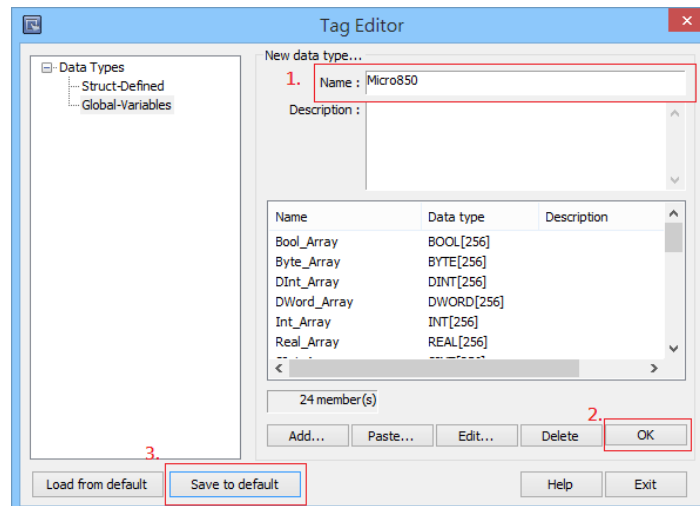 Tag Editor
Data Types
Struct-Defined
Global-Variables
New data type...
1. Name : Micro850
Description :
Name Data type Description
Bool_Array BOOL[256]
Byte_Array BYTE[256]
DInt_Array DINT[256]
DWord_Array DWORD[256]
Int_Array INT[256]
Real_Array REAL[256]
24 member(s)
2.
Add... Paste... Edit... Delete OK
3.
Load from default Save to default Help Exit